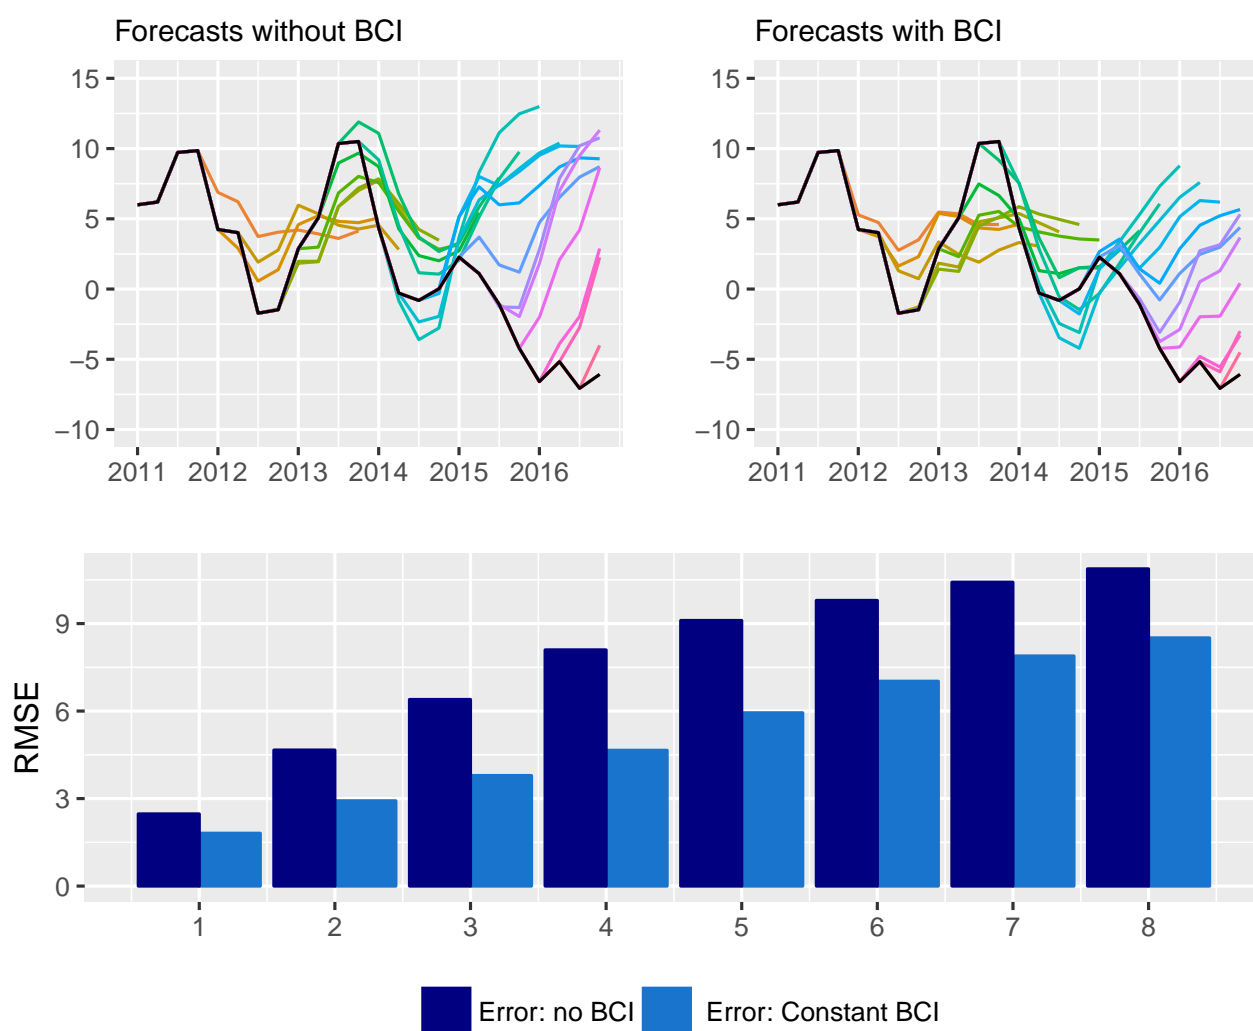 Forecasts without BCI
15
10
5
0
−5
−10
2011 2012 2013 2014 2015 2016
Forecasts with BCI
15
10
5
0
−5
−10
2011 2012 2013 2014 2015 2016
RMSE
9
6
3
0
1 2 3 4 5 6 7 8
Error: no BCI Error: Constant BCI